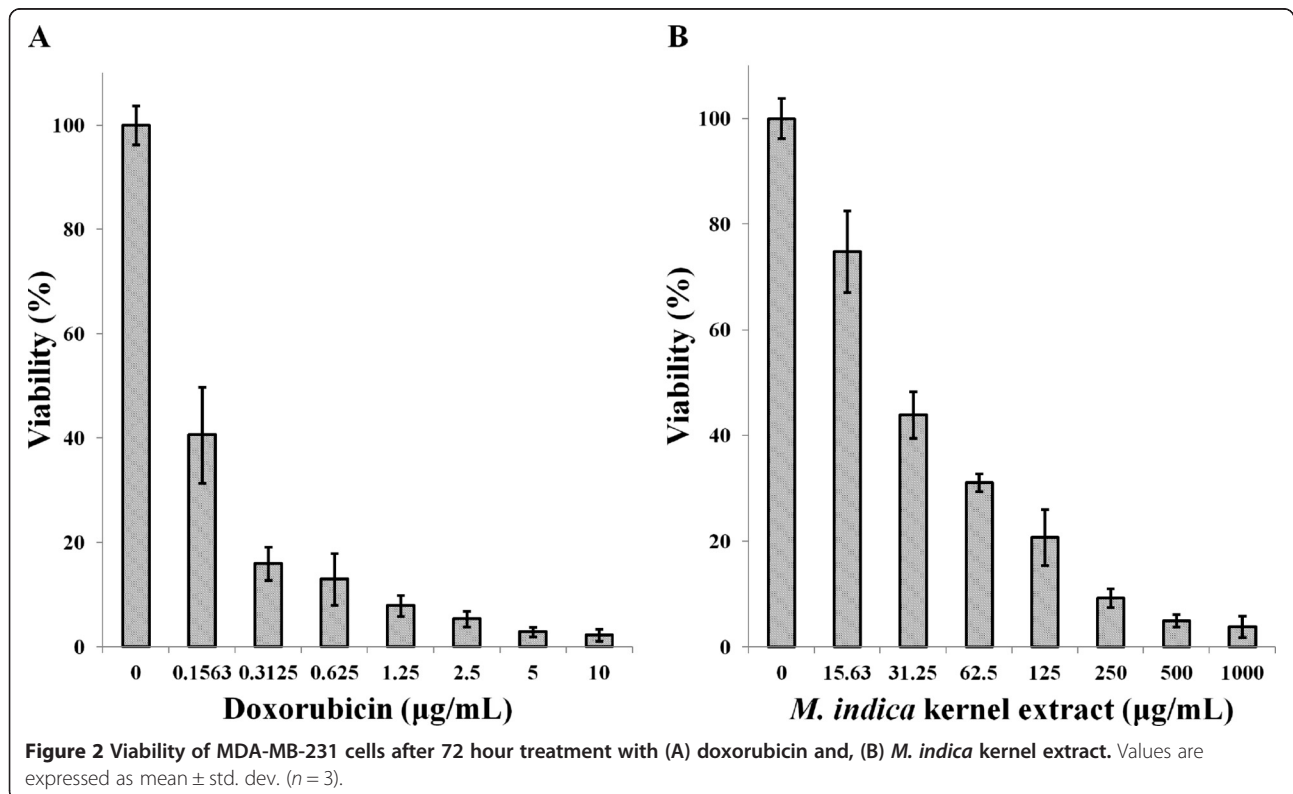 A
Viability (%)
100
80
60
40
20
0
0 0.1563 0.3125 0.625 1.25 2.5 5 10
Doxorubicin (µg/mL)
B
Viability (%)
100
80
60
40
20
0
0 15.63 31.25 62.5 125 250 500 1000
M. indica kernel extract (µg/mL)
Figure 2 Viability of MDA-MB-231 cells after 72 hour treatment with (A) doxorubicin and, (B) M. indica kernel extract. Values are
expressed as mean ± std. dev. (n = 3).